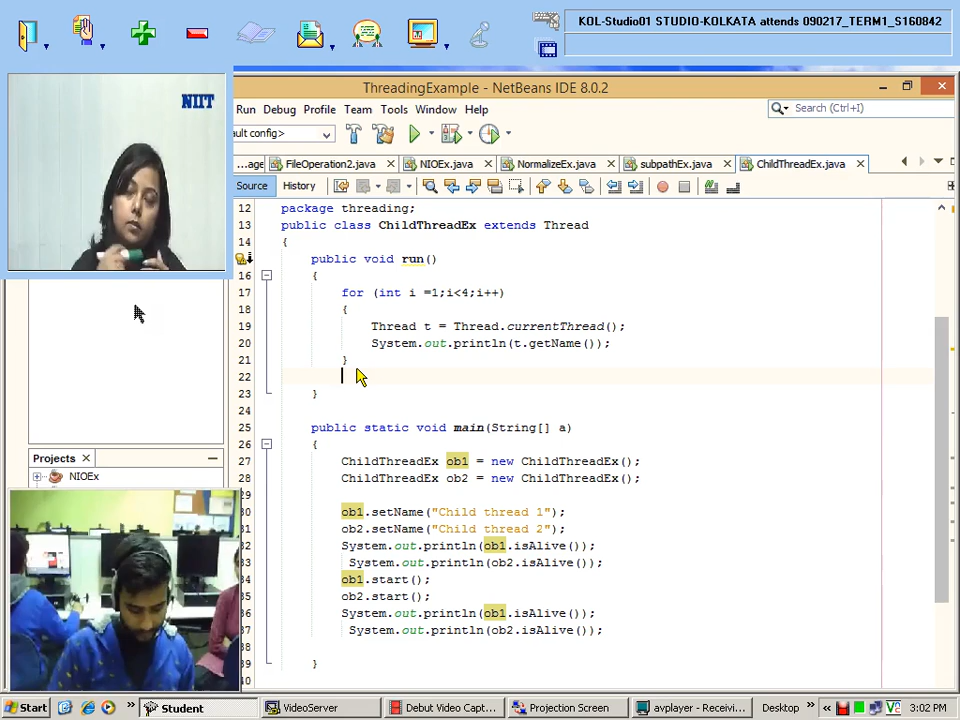 KOL-Studio01 STUDIO-KOLKATA attends 090217_TERM1_S160842
NIIT
ThreadingExample - NetBeans IDE 8.0.2
Run Debug Profile Team Tools Window Help
Search (Ctrl+I)
ault config>
...age FileOperation2.java NIOEx.java NormalizeEx.java subpathEx.java ChildThreadEx.java
Source History
12 package threading;
13 public class ChildThreadEx extends Thread
14 {
public void run()
16 {
17 for (int i =1;i<4;i++)
18 {
19 Thread t = Thread.currentThread();
20 System.out.println(t.getName());
21 }
22
23 }
24
25 public static void main(String[] a)
26 {
27 ChildThreadEx ob1 = new ChildThreadEx();
28 ChildThreadEx ob2 = new ChildThreadEx();
29
30 ob1.setName("Child thread 1");
31 ob2.setName("Child thread 2");
32 System.out.println(ob1.isAlive());
33 System.out.println(ob2.isAlive());
34 ob1.start();
35 ob2.start();
36 System.out.println(ob1.isAlive());
37 System.out.println(ob2.isAlive());
38
39 }
40
Projects
NIOEx
Start Student VideoServer Debut Video Capt... Projection Screen avplayer - Receivi... Desktop 3:02 PM